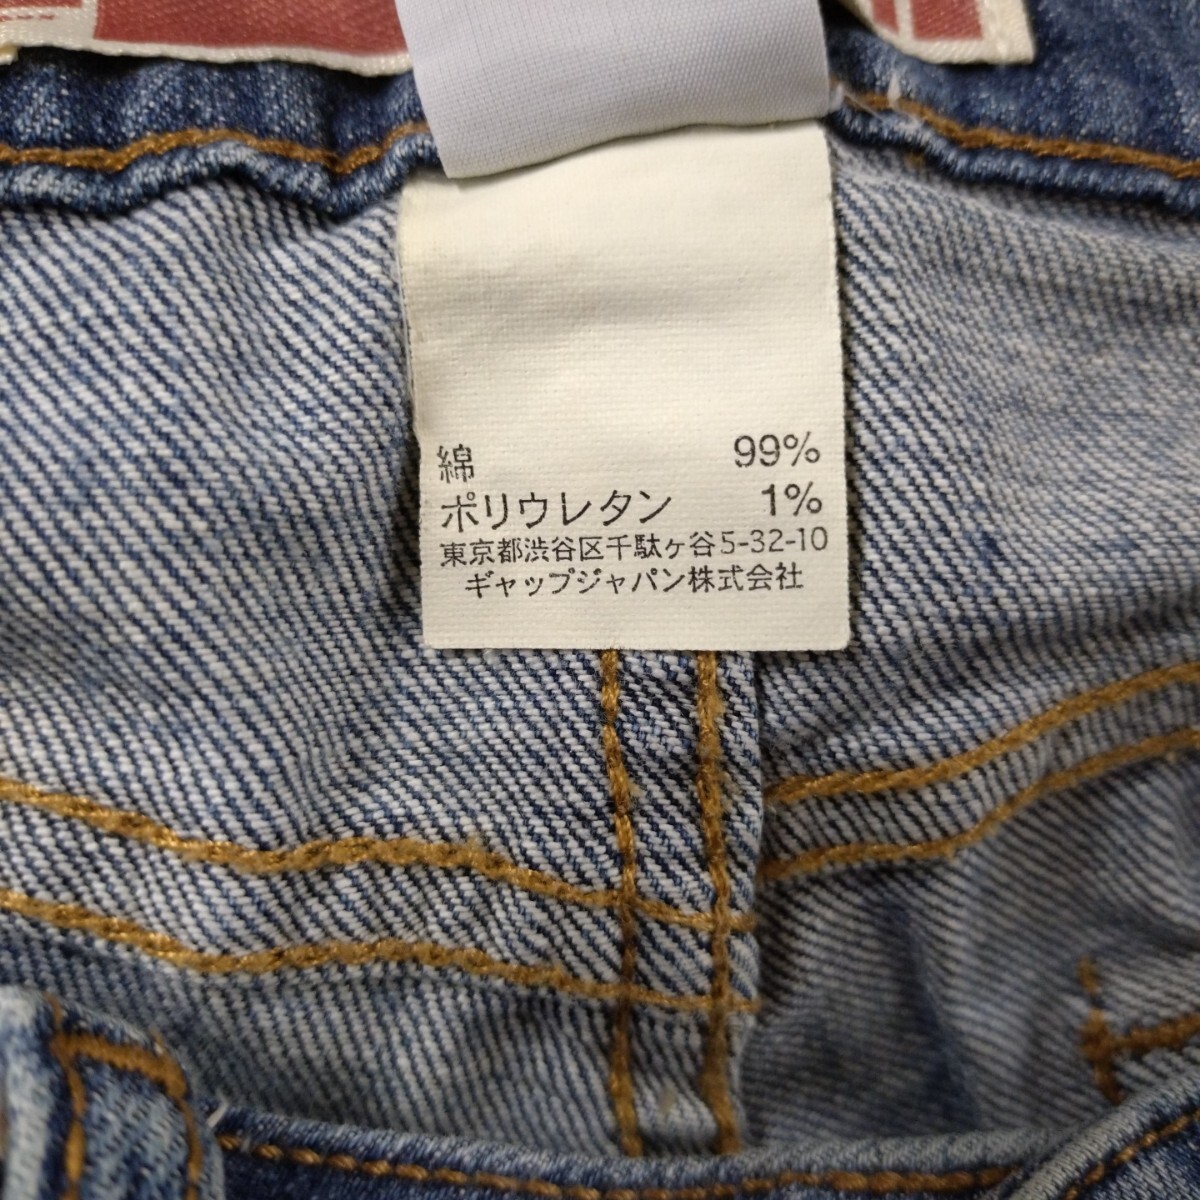 綿 99%
ポリウレタン 1%
東京都渋谷区千駄ヶ谷5-32-10
ギャップジャパン株式会社